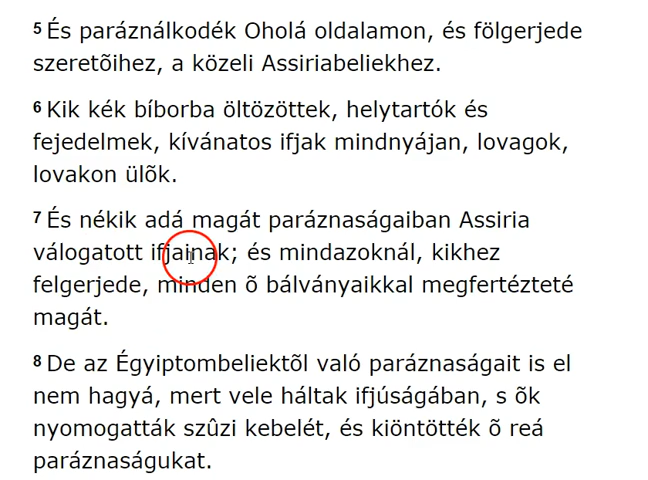 5 És paráználkodék Oholá oldalamon, és fölgerjede
szeretõihez, a közeli Assiriabeliekhez.
6 Kik kék bíborba öltözöttek, helytartók és
fejedelmek, kívánatos ifjak mindnyájan, lovagok,
lovakon ülõk.
7 És nékik adá magát paráznaságaiban Assiria
válogatott ifjainak; és mindazoknál, kikhez
felgerjede, minden õ bálványaikkal megfertézteté
magát.
8 De az Égyiptombeliektõl való paráznaságait is el
nem hagyá, mert vele háltak ifjúságában, s õk
nyomogatták szûzi kebelét, és kiöntötték õ reá
paráznaságukat.